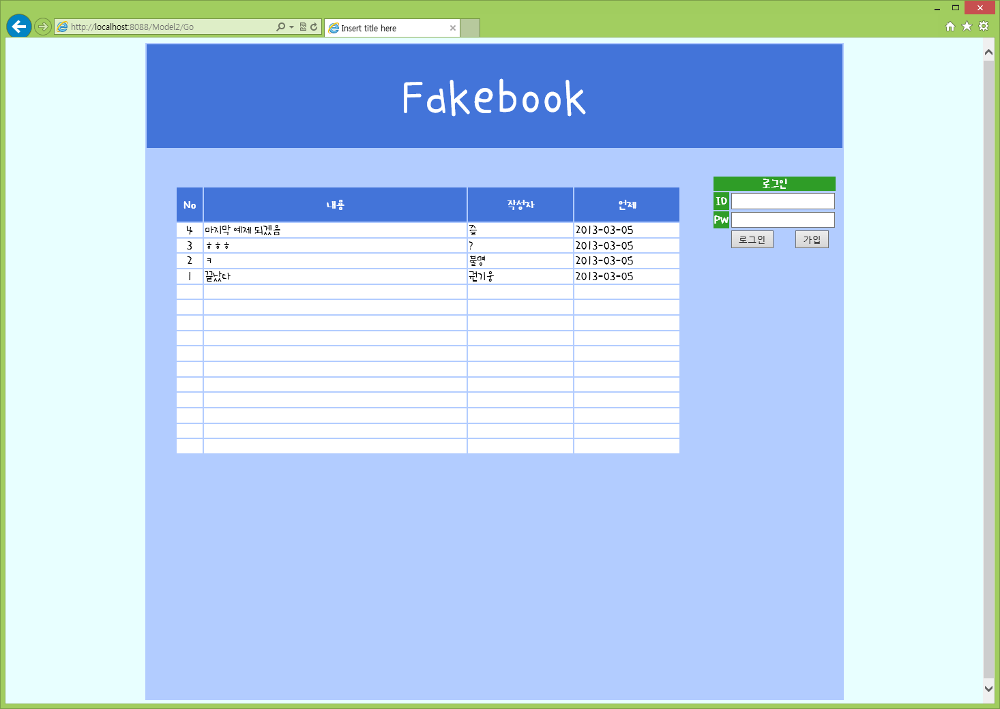 http://localhost:8088/Model2/Go
Insert title here
Fakebook
로그인
ID
PW
로그인 가입
No 내용 작성자 언제
4 마지막 예제 되겠음 즐 2013-03-05
3 ㅎㅎㅎ ? 2013-03-05
2 ㅋ 불명 2013-03-05
1 끝났다 권기웅 2013-03-05